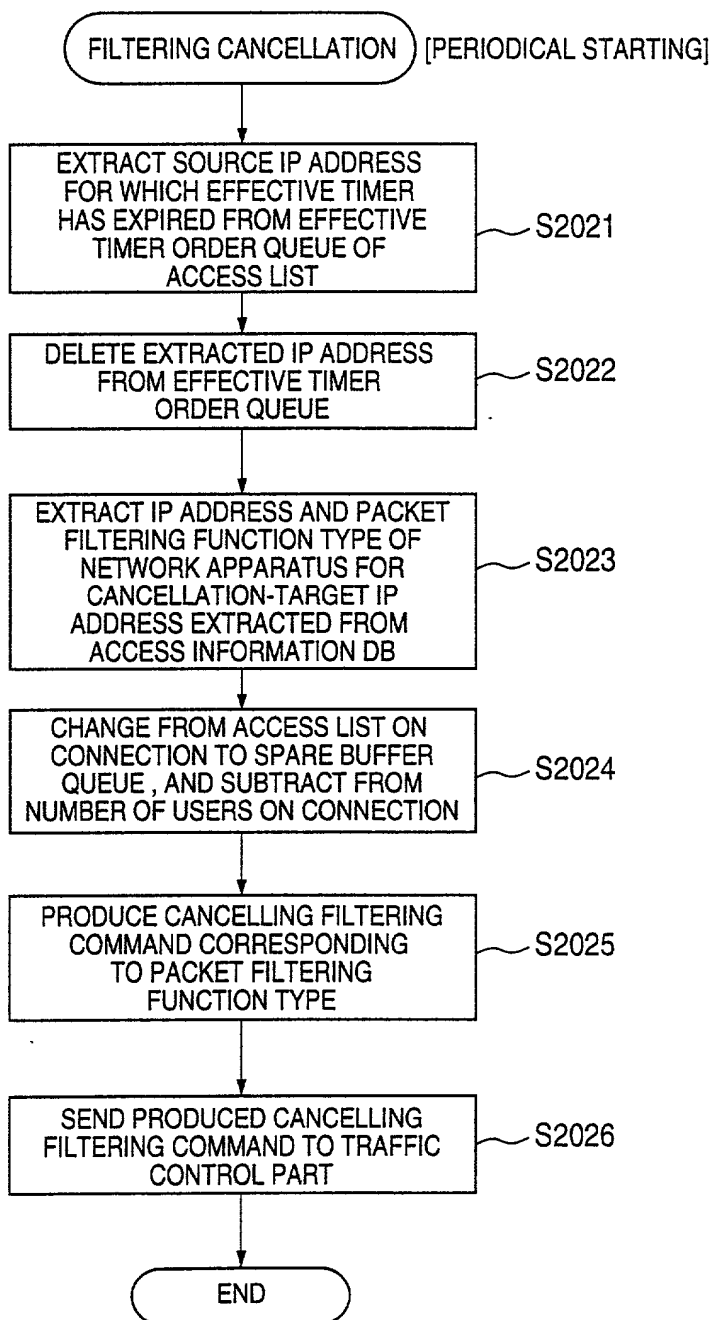 FILTERING CANCELLATION [PERIODICAL STARTING]
EXTRACT SOURCE IP ADDRESS
FOR WHICH EFFECTIVE TIMER
HAS EXPIRED FROM EFFECTIVE
TIMER ORDER QUEUE OF
ACCESS LIST
S2021
DELETE EXTRACTED IP ADDRESS
FROM EFFECTIVE TIMER
ORDER QUEUE
S2022
EXTRACT IP ADDRESS AND PACKET
FILTERING FUNCTION TYPE OF
NETWORK APPARATUS FOR
CANCELLATION-TARGET IP
ADDRESS EXTRACTED FROM
ACCESS INFORMATION DB
S2023
CHANGE FROM ACCESS LIST ON
CONNECTION TO SPARE BUFFER
QUEUE , AND SUBTRACT FROM
NUMBER OF USERS ON CONNECTION
S2024
PRODUCE CANCELLING FILTERING
COMMAND CORRESPONDING
TO PACKET FILTERING
FUNCTION TYPE
S2025
SEND PRODUCED CANCELLING
FILTERING COMMAND TO TRAFFIC
CONTROL PART
S2026
END